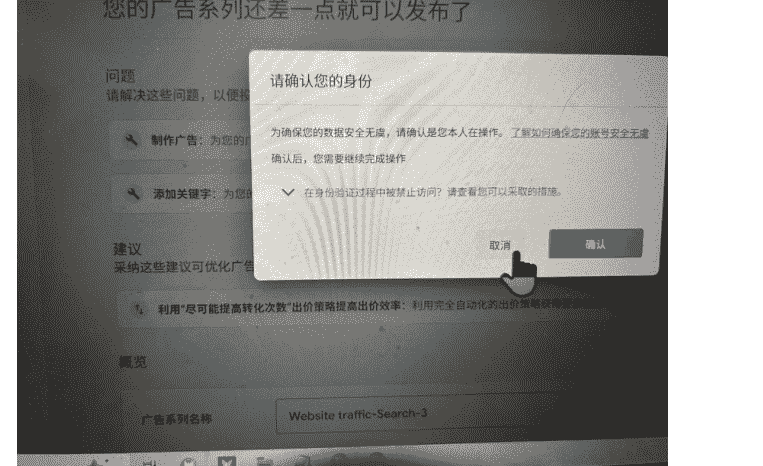 您的广告系列还差一点就可以发布了
问题
请解决这些问题，以便投
制作广告：为您的广
添加关键字：为您的
建议
采纳这些建议可优化广告
利用“尽可能提高转化次数”出价策略提高出价效率：利用完全自动化的出价策略获得
概览
广告系列名称
Website traffic-Search-3
请确认您的身份
为确保您的数据安全无虞，请确认是您本人在操作。 了解如何确保您的账号安全无虞
确认后，您需要继续完成操作
在身份验证过程中被禁止访问？请查看您可以采取的措施。
取消
确认